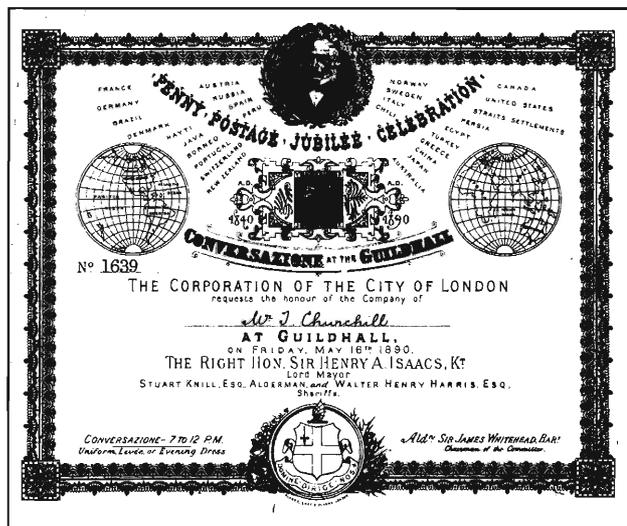 PENNY · POSTAGE · JUBILEE · CELEBRATION
FRANCE
GERMANY
BRAZIL
DENMARK
AUSTRIA
RUSSIA
SPAIN
PERU
HAYTI
JAVA
BORNEO
PORTUGAL
SWITZERLAND
NEW ZEALAND
NORWAY
SWEDEN
ITALY
CHILI
CANADA
UNITED STATES
STRAITS SETTLEMENTS
PERSIA
EGYPT
TURKEY
GREECE
CHINA
JAPAN
AUSTRALIA
A.D. A.D.
1840 1890
CONVERSAZIONE AT THE GUILDHALL
No 1639
THE CORPORATION OF THE CITY OF LONDON
requests the honour of the Company of
Mr T. Churchill
AT GUILDHALL,
ON FRIDAY, MAY 16TH 1890.
THE RIGHT HON. SIR HENRY A. ISAACS, KT
Lord Mayor
STUART KNILL, ESQ. ALDERMAN, and WALTER HENRY HARRIS, ESQ.,
Sheriffs.
CONVERSAZIONE - 7 TO 12 P.M.
Uniform, Levée, or Evening Dress
Aldn SIR JAMES WHITEHEAD, BART
Chairman of the Committee.
DOMINE DIRIGE NOS